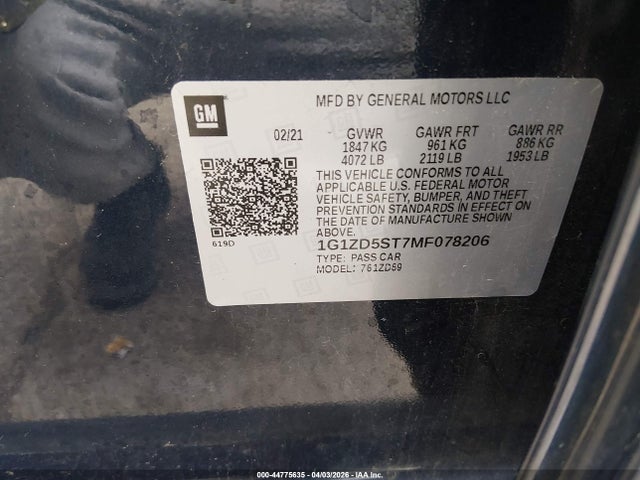 GM
MFD BY GENERAL MOTORS LLC
02/21 GVWR GAWR FRT GAWR RR
1847 KG 961 KG 886 KG
4072 LB 2119 LB 1953 LB
THIS VEHICLE CONFORMS TO ALL
APPLICABLE U.S. FEDERAL MOTOR
VEHICLE SAFETY, BUMPER, AND THEFT
PREVENTION STANDARDS IN EFFECT ON
THE DATE OF MANUFACTURE SHOWN
ABOVE.
619D
1G1ZD5ST7MF078206
TYPE: PASS CAR
MODEL: 761ZD69
000-44775635 - 04/03/2026 - IAA Inc.